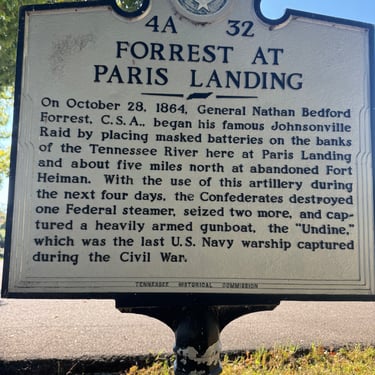 4A 32
FORREST AT
PARIS LANDING
On October 28, 1864, General Nathan Bedford
Forrest, C.S.A., began his famous Johnsonville
Raid by placing masked batteries on the banks
of the Tennessee River here at Paris Landing
and about five miles north at abandoned Fort
Heiman. With the use of this artillery during
the next four days, the Confederates destroyed
one Federal steamer, seized two more, and cap-
tured a heavily armed gunboat, the "Undine,"
which was the last U.S. Navy warship captured
during the Civil War.
TENNESSEE HISTORICAL COMMISSION